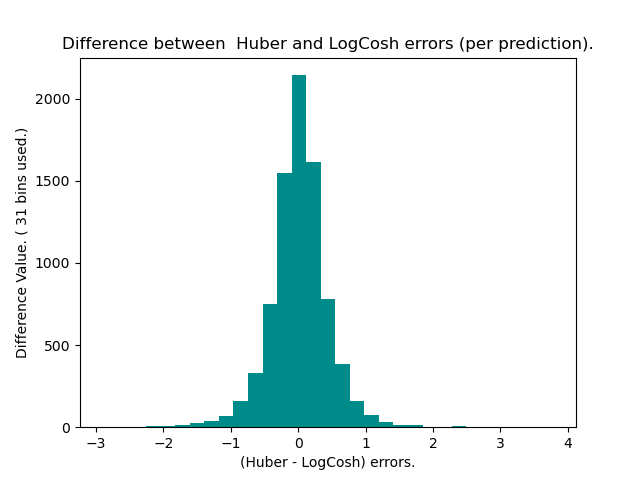 Difference between  Huber and LogCosh errors (per prediction).
2000
1500
1000
500
0
Difference Value. ( 31 bins used.)
−3 −2 −1 0 1 2 3 4
(Huber - LogCosh) errors.